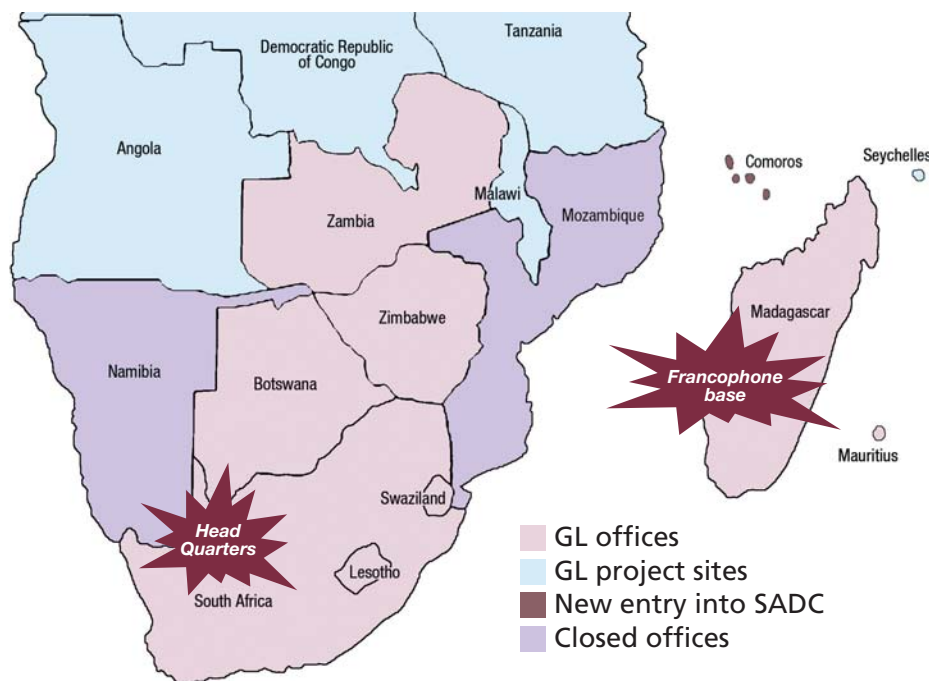 Democratic Republic
of Congo
Tanzania
Angola
Comoros
Seychelles
Malawi
Mozambique
Zambia
Zimbabwe
Madagascar
Namibia
Botswana
Francophone
base
Mauritius
Swaziland
Head
Quarters
Lesotho
South Africa
GL offices
GL project sites
New entry into SADC
Closed offices